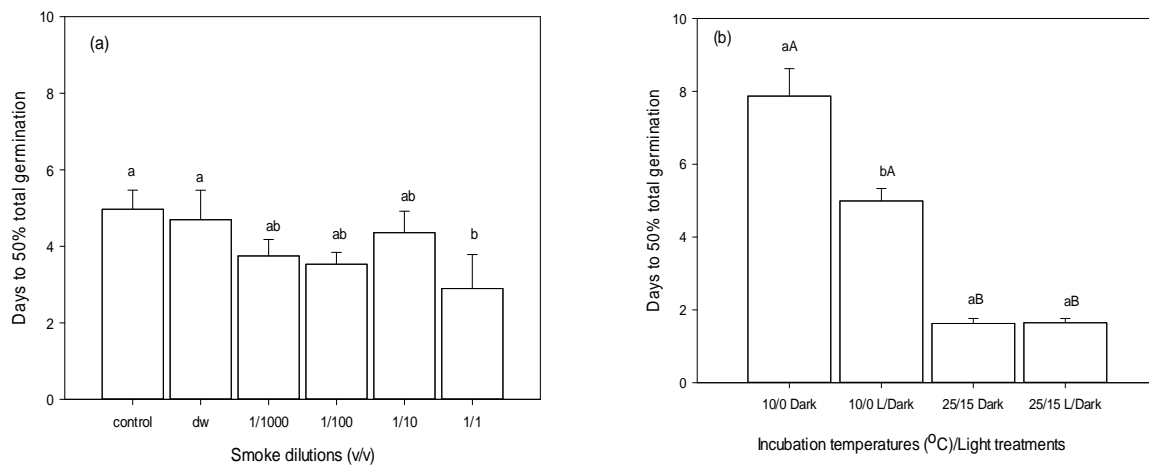 (a)
Days to 50% total germination
10
8
6
4
2
0
a
a
ab
ab
ab
b
control
dw
1/1000
1/100
1/10
1/1
Smoke dilutions (v/v)
(b)
Days to 50% total germination
10
8
6
4
2
0
aA
bA
aB
aB
10/0 Dark
10/0 L/Dark
25/15 Dark
25/15 L/Dark
Incubation temperatures (⁰C)/Light treatments